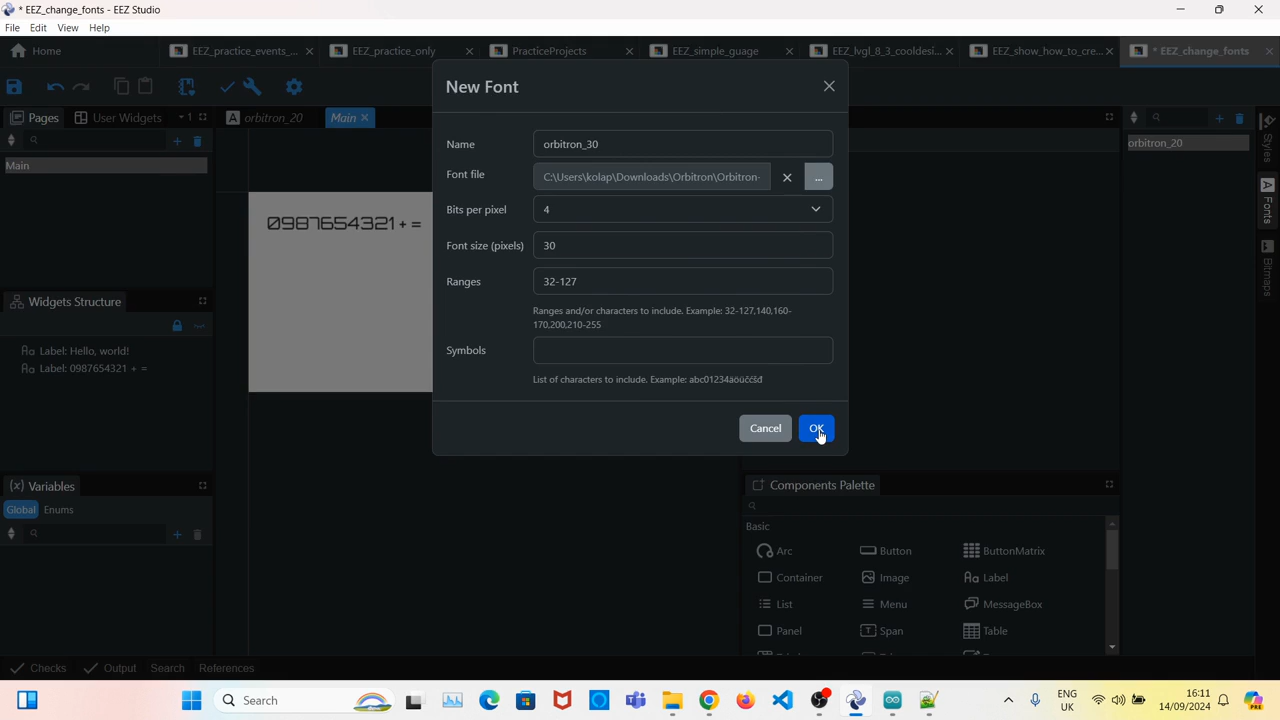 * EEZ_change_fonts - EEZ Studio
File Edit View Help
Home
EEZ_practice_events_...
EEZ_practice_only
PracticeProjects
EEZ_simple_guage
EEZ_lvgl_8_3_cooldesi...
EEZ_show_how_to_cre...
* EEZ_change_fonts
Pages
User Widgets
1
A orbitron_20
Main
orbitron_20
Main
Styles
Fonts
Bitmaps
0987654321 + =
New Font
Name
orbitron_30
Font file
C:\Users\kolap\Downloads\Orbitron\Orbitron-
...
Bits per pixel
4
Font size (pixels)
30
Ranges
32-127
Ranges and/or characters to include. Example: 32-127,140,160-
170,200,210-255
Symbols
List of characters to include. Example: abc01234äöüčćšđ
Cancel
OK
Widgets Structure
Label: Hello, world!
Label: 0987654321 + =
(x) Variables
Global Enums
Components Palette
Basic
Arc
Button
ButtonMatrix
Container
Image
Label
List
Menu
MessageBox
Panel
Span
Table
Checks
Output
Search
References
Search
ENG
UK
16:11
14/09/2024